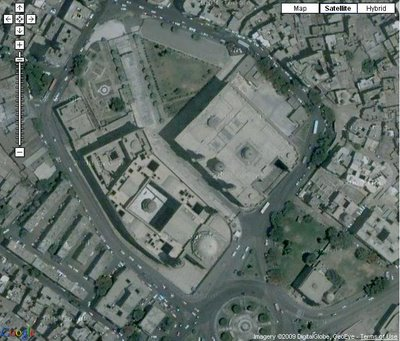 Map Satellite Hybrid
Google
Imagery ©2009 DigitalGlobe, GeoEye - Terms of Use